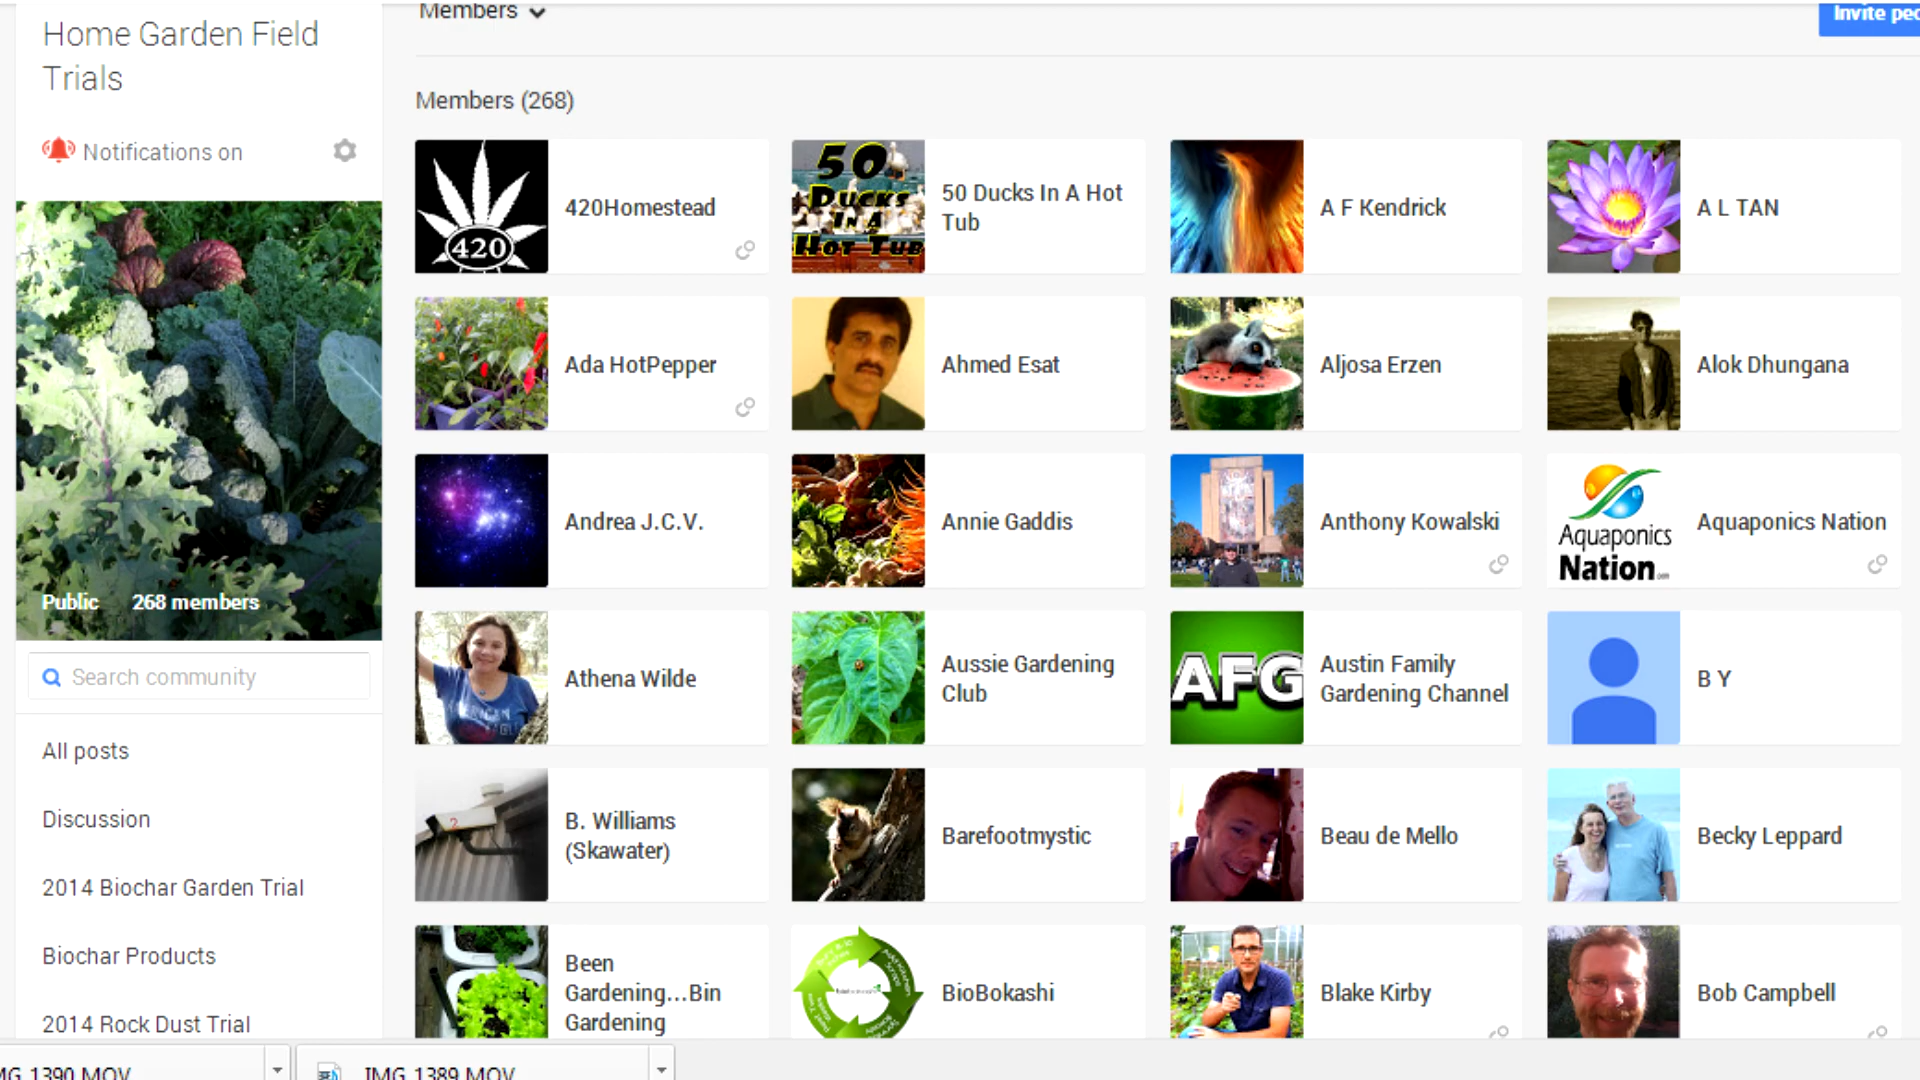 Home Garden Field
Trials
Notifications on
Public 268 members
Search community
All posts
Discussion
2014 Biochar Garden Trial
Biochar Products
2014 Rock Dust Trial
Members
Members (268)
420
420Homestead
50
Ducks
In A
Hot Tub
50 Ducks In A Hot
Tub
A F Kendrick
A L TAN
Ada HotPepper
Ahmed Esat
Aljosa Erzen
Alok Dhungana
Andrea J.C.V.
Annie Gaddis
Anthony Kowalski
Aquaponics
Nation
Aquaponics Nation
Athena Wilde
Aussie Gardening
Club
AFG
Austin Family
Gardening Channel
B Y
2
B. Williams
(Skawater)
Barefootmystic
Beau de Mello
Becky Leppard
Been
Gardening...Bin
Gardening
BioBokashi
Blake Kirby
Bob Campbell
Invite
IMG 1389.MOV